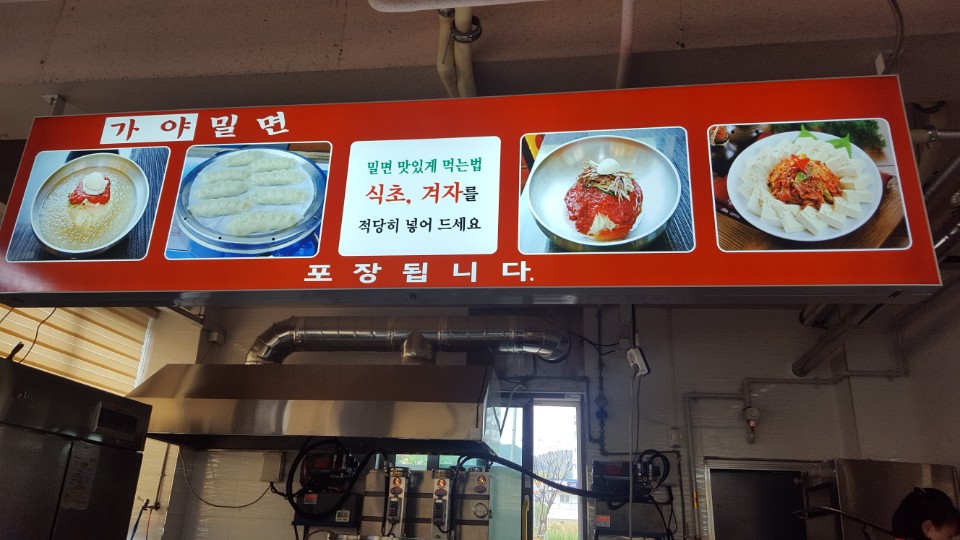 가야밀면
밀면 맛있게 먹는법
식초, 겨자를
적당히 넣어 드세요
포장됩니다.